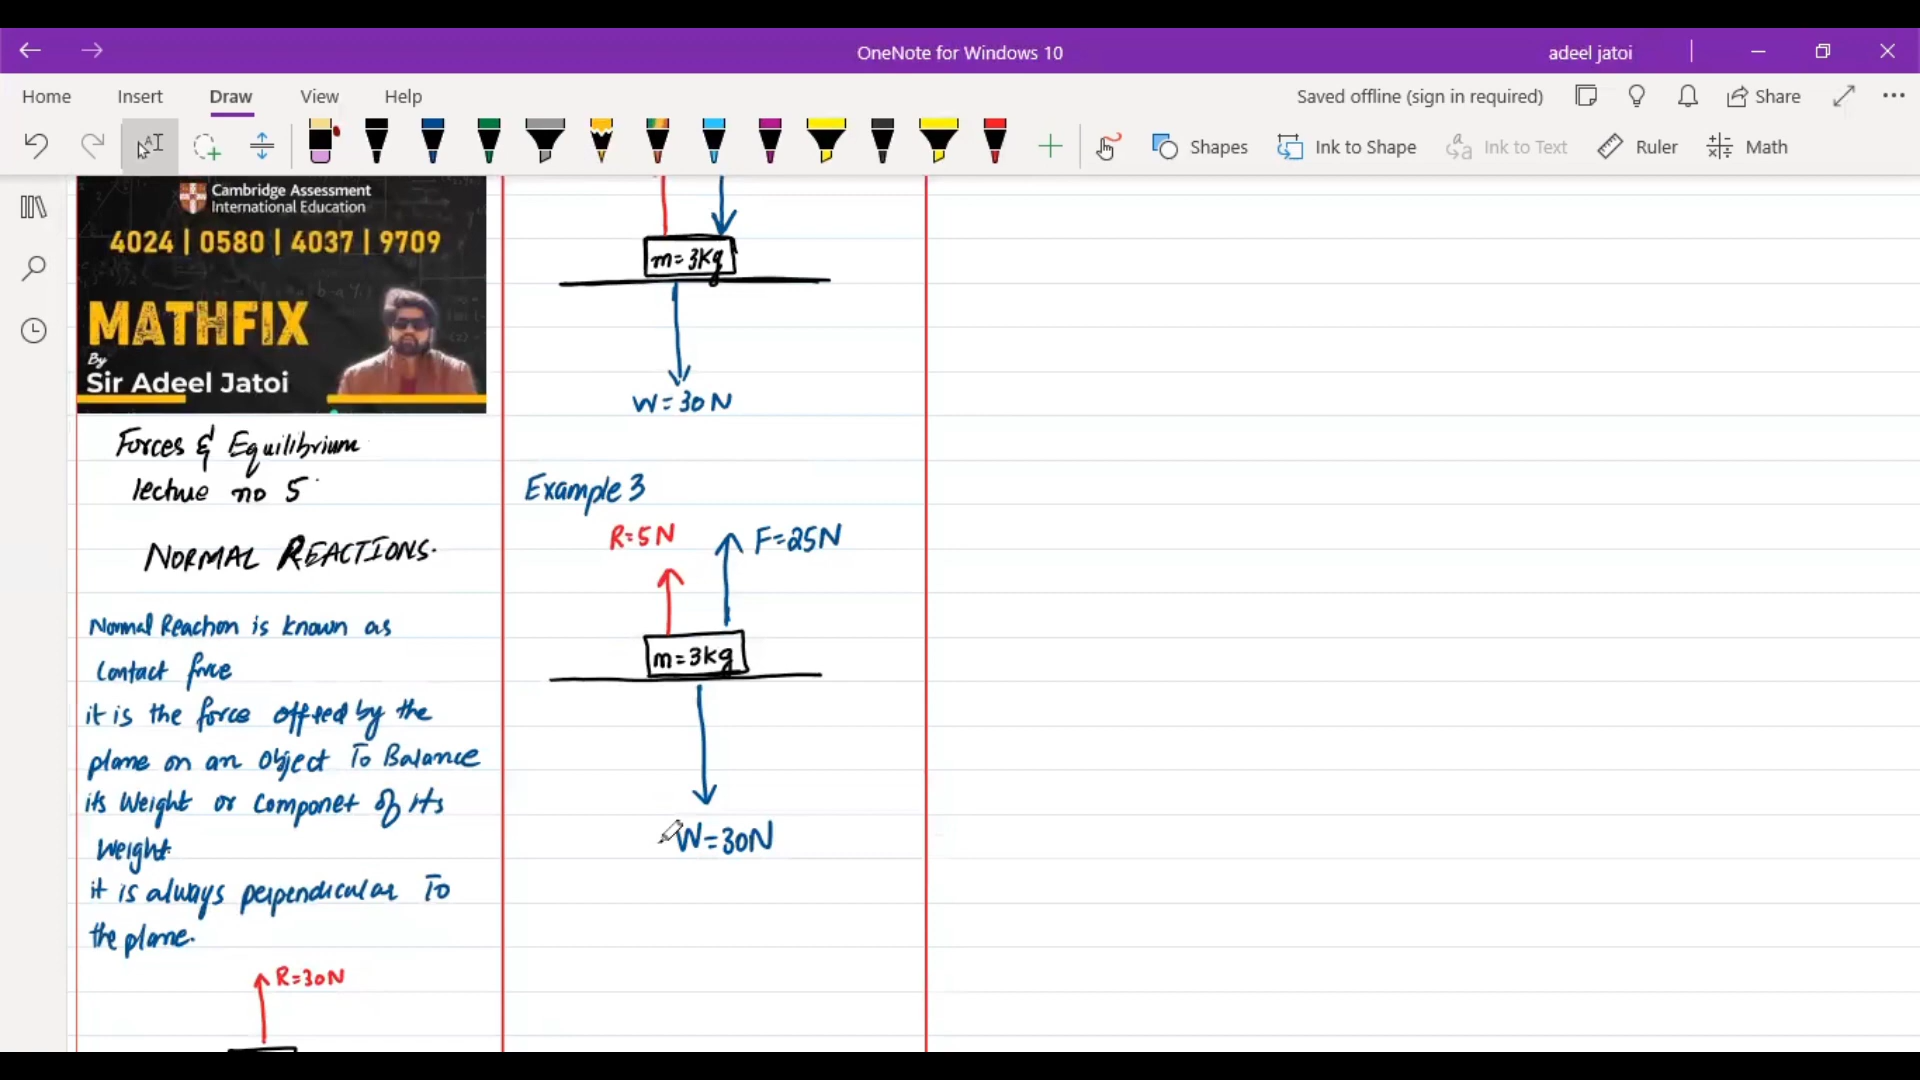 OneNote for Windows 10
adeel jatoi
Home Insert Draw View Help
Saved offline (sign in required)
Share
Shapes Ink to Shape Ink to Text Ruler Math
Cambridge Assessment
International Education
4024 | 0580 | 4037 | 9709
MATHFIX
By
Sir Adeel Jatoi
Forces & Equilibrium
lectue no 5
NORMAL REACTIONS.
Normal Reachon is known as
Contact force
it is the force offred by the
plane on an Object To Balance
its Weight or Componet of its
Weight.
it is always perpendicular To
the plane.
R=30N
m=3Kg
W=30N
Example 3
R=5N
F=25N
m=3kg
W=30N